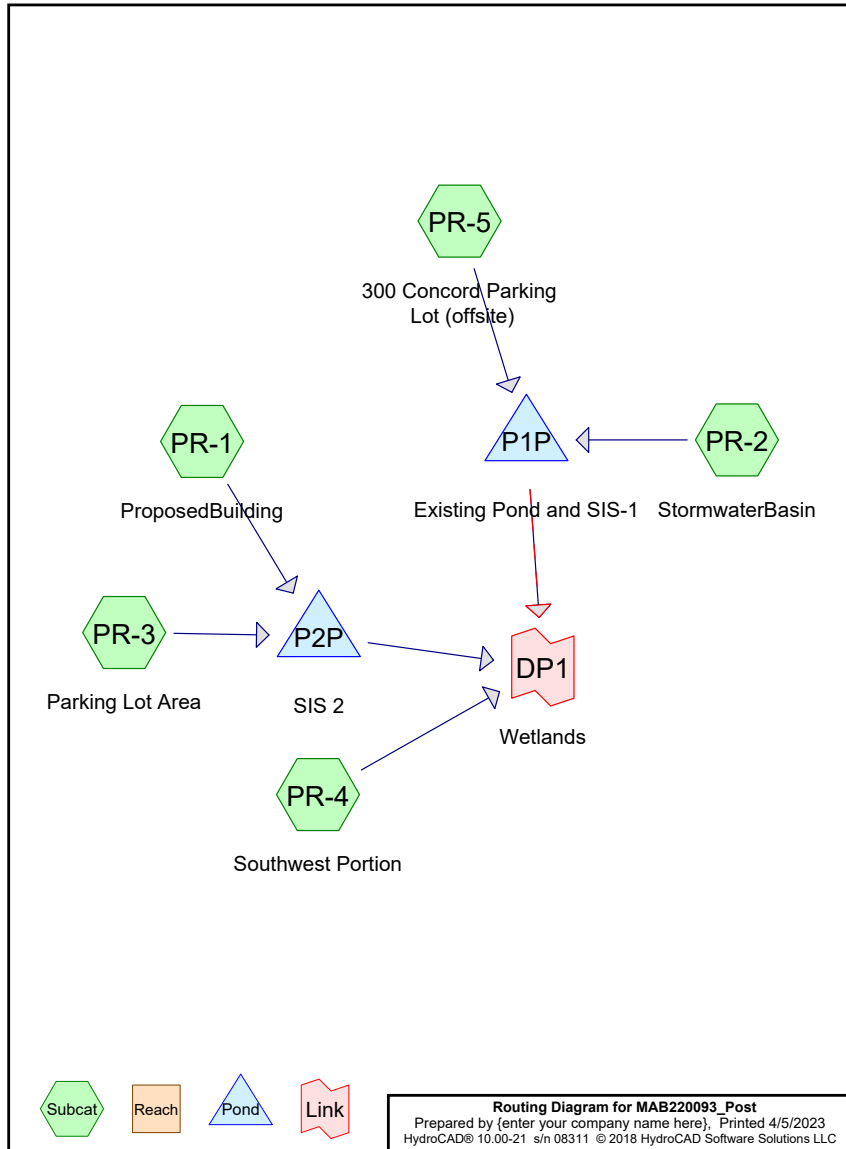 PR-5
300 Concord Parking
Lot (offsite)
PR-1
ProposedBuilding
P1P
Existing Pond and SIS-1
PR-2
StormwaterBasin
PR-3
Parking Lot Area
P2P
SIS 2
DP1
Wetlands
PR-4
Southwest Portion
Subcat
Reach
Pond
Link
Routing Diagram for MAB220093_Post
Prepared by {enter your company name here}, Printed 4/5/2023
HydroCAD® 10.00-21 s/n 08311 © 2018 HydroCAD Software Solutions LLC